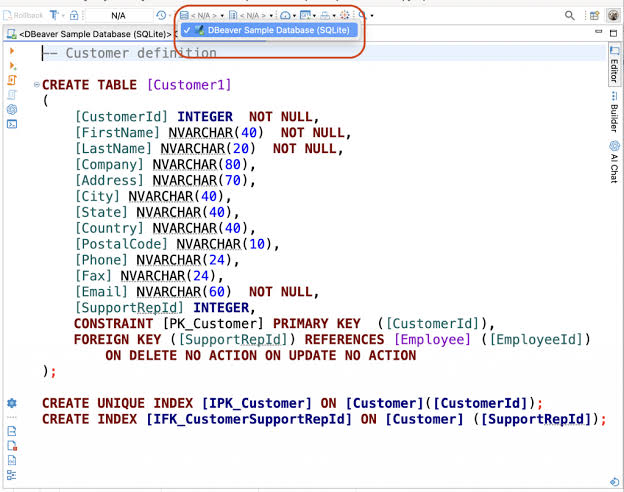 Rollback
N/A
< N/A >
< N/A >
✓ DBeaver Sample Database (SQLite)
<DBeaver Sample Database (SQLite)>
-- Customer definition
CREATE TABLE [Customer1]
(
[CustomerId] INTEGER NOT NULL,
[FirstName] NVARCHAR(40) NOT NULL,
[LastName] NVARCHAR(20) NOT NULL,
[Company] NVARCHAR(80),
[Address] NVARCHAR(70),
[City] NVARCHAR(40),
[State] NVARCHAR(40),
[Country] NVARCHAR(40),
[PostalCode] NVARCHAR(10),
[Phone] NVARCHAR(24),
[Fax] NVARCHAR(24),
[Email] NVARCHAR(60) NOT NULL,
[SupportRepId] INTEGER,
CONSTRAINT [PK_Customer] PRIMARY KEY ([CustomerId]),
FOREIGN KEY ([SupportRepId]) REFERENCES [Employee] ([EmployeeId])
ON DELETE NO ACTION ON UPDATE NO ACTION
);
CREATE UNIQUE INDEX [IPK_Customer] ON [Customer]([CustomerId]);
CREATE INDEX [IFK_CustomerSupportRepId] ON [Customer] ([SupportRepId]);
Editor
Builder
AI Chat